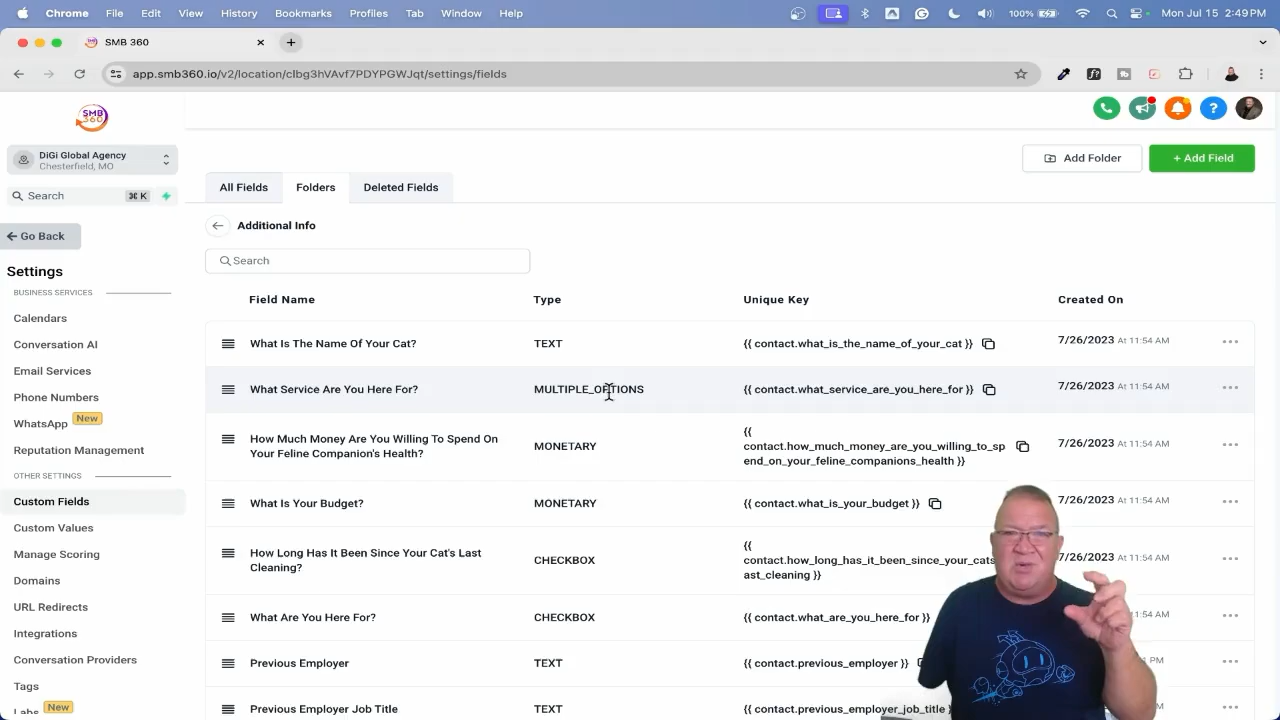 Chrome File Edit View History Bookmarks Profiles Tab Window Help 100% Mon Jul 15 2:49 PM
SMB 360
app.smb360.io/v2/location/cIbg3hVAvf7PDYPGWJqt/settings/fields
SMB
360
DiGi Global Agency
Chesterfield, MO
Add Folder
+ Add Field
All Fields
Folders
Deleted Fields
Search
⌘ K
Go Back
Additional Info
Search
Settings
BUSINESS SERVICES
Calendars
Conversation AI
Email Services
Phone Numbers
WhatsApp New
Reputation Management
OTHER SETTINGS
Custom Fields
Custom Values
Manage Scoring
Domains
URL Redirects
Integrations
Conversation Providers
Tags
Labs New
Field Name Type Unique Key Created On
What Is The Name Of Your Cat? TEXT {{ contact.what_is_the_name_of_your_cat }} 7/26/2023 At 11:54 AM
What Service Are You Here For? MULTIPLE_OPTIONS {{ contact.what_service_are_you_here_for }} 7/26/2023 At 11:54 AM
How Much Money Are You Willing To Spend On
Your Feline Companion's Health?
MONETARY
{{
contact.how_much_money_are_you_willing_to_sp
end_on_your_feline_companions_health }}
7/26/2023 At 11:54 AM
What Is Your Budget? MONETARY {{ contact.what_is_your_budget }} 7/26/2023 At 11:54 AM
How Long Has It Been Since Your Cat's Last
Cleaning?
CHECKBOX
{{
contact.how_long_has_it_been_since_your_cats
ast_cleaning }}
7/26/2023 At 11:54 AM
What Are You Here For? CHECKBOX {{ contact.what_are_you_here_for }} :54 AM
Previous Employer TEXT {{ contact.previous_employer }} PM
Previous Employer Job Title TEXT {{ contact.previous_employer_job_title